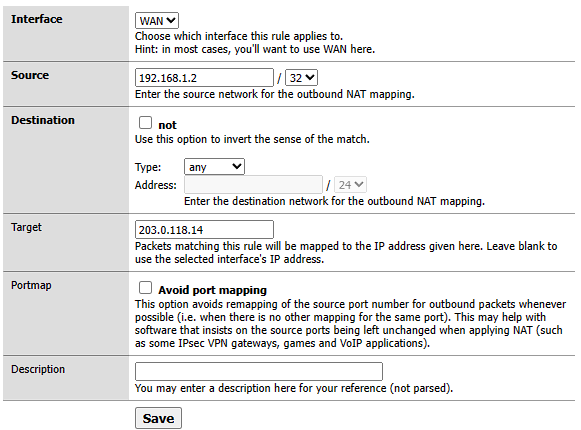 Interface
WAN
Choose which interface this rule applies to.
Hint: in most cases, you'll want to use WAN here.
Source
192.168.1.2 / 32
Enter the source network for the outbound NAT mapping.
Destination
not
Use this option to invert the sense of the match.
Type: any
Address: / 24
Enter the destination network for the outbound NAT mapping.
Target
203.0.118.14
Packets matching this rule will be mapped to the IP address given here. Leave blank to
use the selected interface's IP address.
Portmap
Avoid port mapping
This option avoids remapping of the source port number for outbound packets whenever
possible (i.e. when there is no other mapping for the same port). This may help with
software that insists on the source ports being left unchanged when applying NAT (such
as some IPsec VPN gateways, games and VoIP applications).
Description
You may enter a description here for your reference (not parsed).
Save